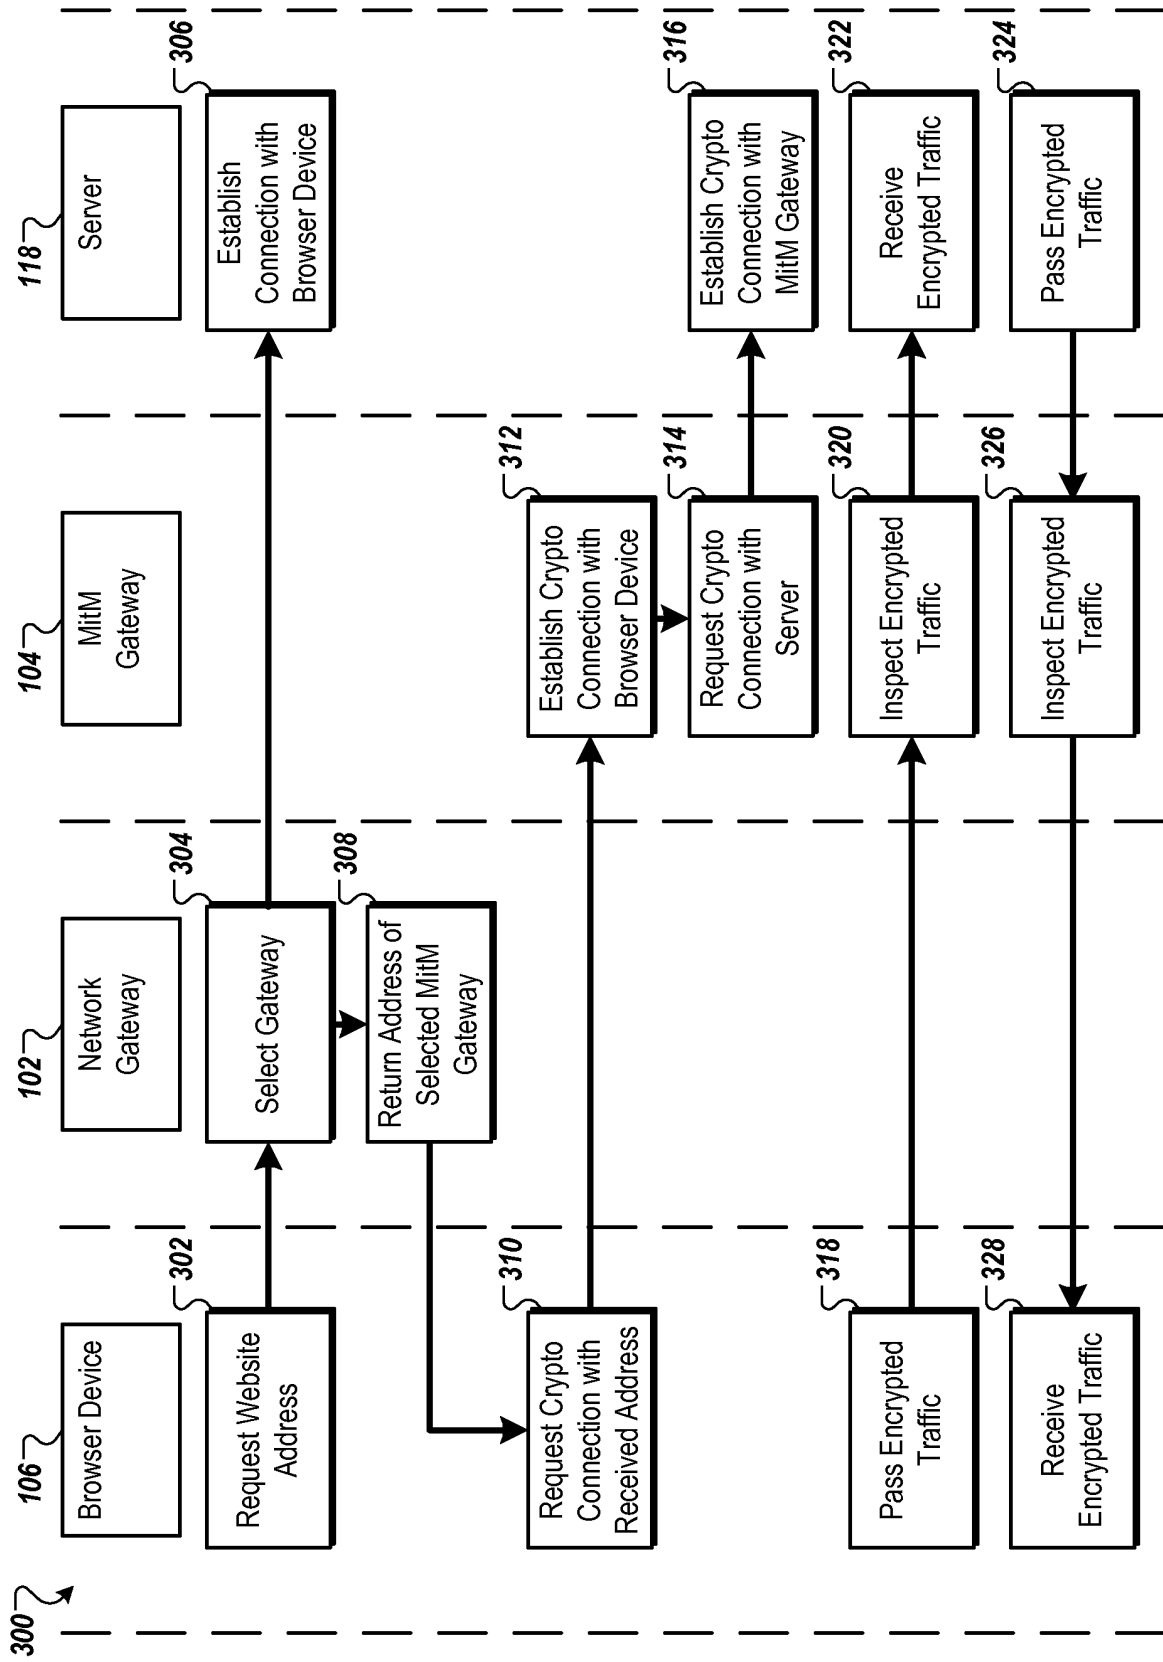 300
106
Browser Device
102
Network
Gateway
104
MitM
Gateway
118
Server
302
Request Website
Address
304
Select Gateway
306
Establish
Connection with
Browser Device
308
Return Address of
Selected MitM
Gateway
310
Request Crypto
Connection with
Received Address
312
Establish Crypto
Connection with
Browser Device
314
Request Crypto
Connection with
Server
316
Establish Crypto
Connection with
MitM Gateway
318
Pass Encrypted
Traffic
320
Inspect Encrypted
Traffic
322
Receive
Encrypted Traffic
328
Receive
Encrypted Traffic
326
Inspect Encrypted
Traffic
324
Pass Encrypted
Traffic